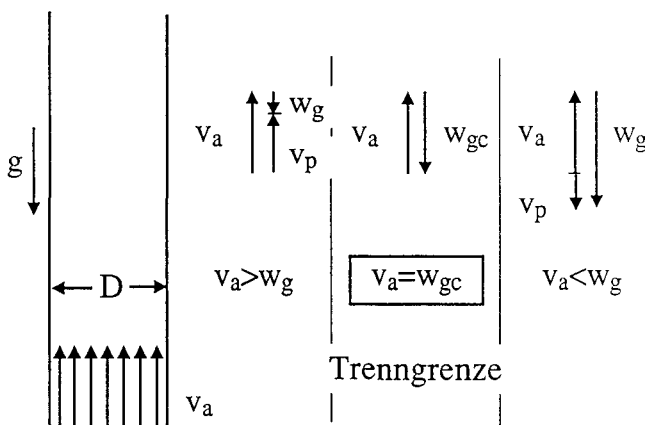 w_g
v_a
v_p
v_a
w_gc
v_a
w_g
v_p
g
D
v_a>w_g
v_a=w_gc
v_a<w_g
Trenngrenze
v_a